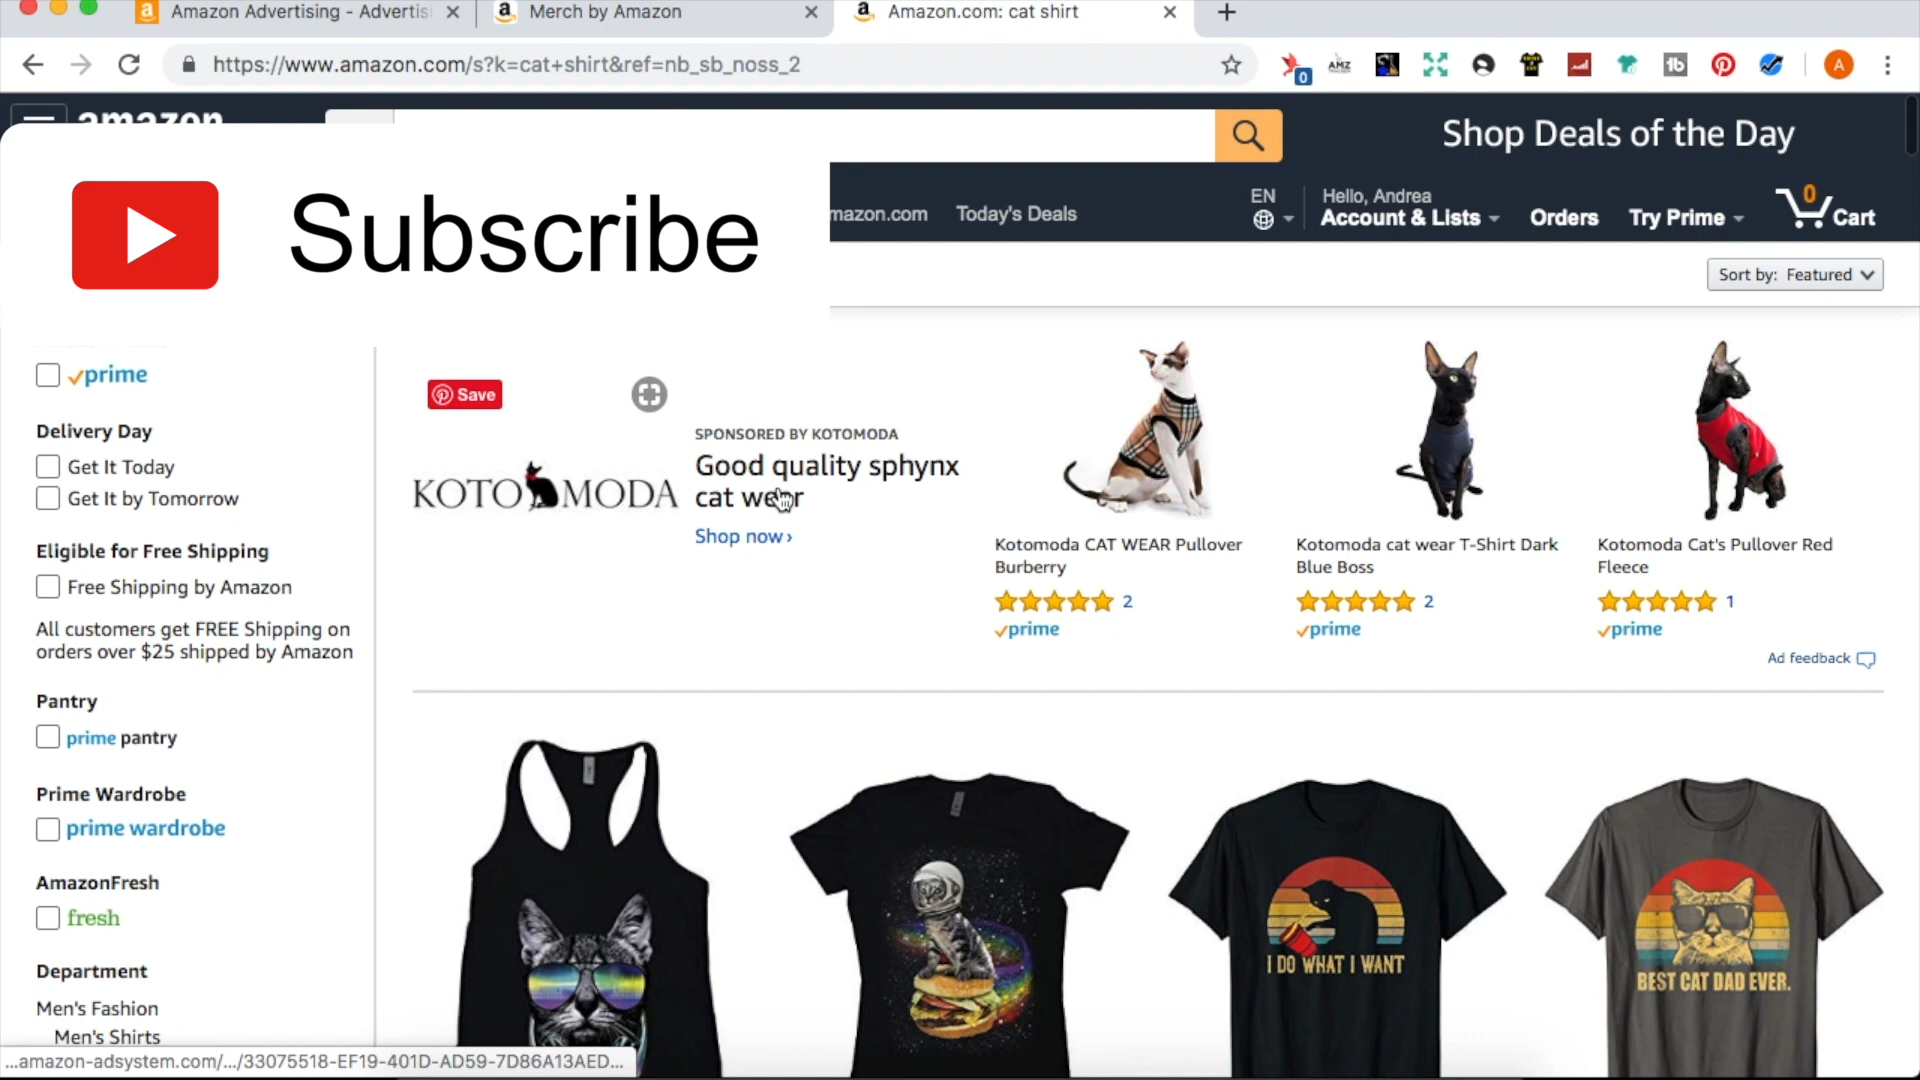 Amazon Advertising - Advertisi
Merch by Amazon
Amazon.com: cat shirt
https://www.amazon.com/s?k=cat+shirt&ref=nb_sb_noss_2
0
AMZ
A
amazon
Shop Deals of the Day
Subscribe
mazon.com
Today's Deals
EN
Hello, Andrea
Account & Lists
Orders
Try Prime
0
Cart
Sort by: Featured
prime
Delivery Day
Get It Today
Get It by Tomorrow
Eligible for Free Shipping
Free Shipping by Amazon
All customers get FREE Shipping on
orders over $25 shipped by Amazon
Pantry
prime pantry
Prime Wardrobe
prime wardrobe
AmazonFresh
fresh
Department
Men's Fashion
Men's Shirts
Save
KOTOMODA
SPONSORED BY KOTOMODA
Good quality sphynx
cat wear
Shop now ›
Kotomoda CAT WEAR Pullover
Burberry
2
prime
Kotomoda cat wear T-Shirt Dark
Blue Boss
2
prime
Kotomoda Cat's Pullover Red
Fleece
1
prime
Ad feedback
I DO WHAT I WANT
BEST CAT DAD EVER.
...amazon-adsystem.com/.../33075518-EF19-401D-AD59-7D86A13AED...